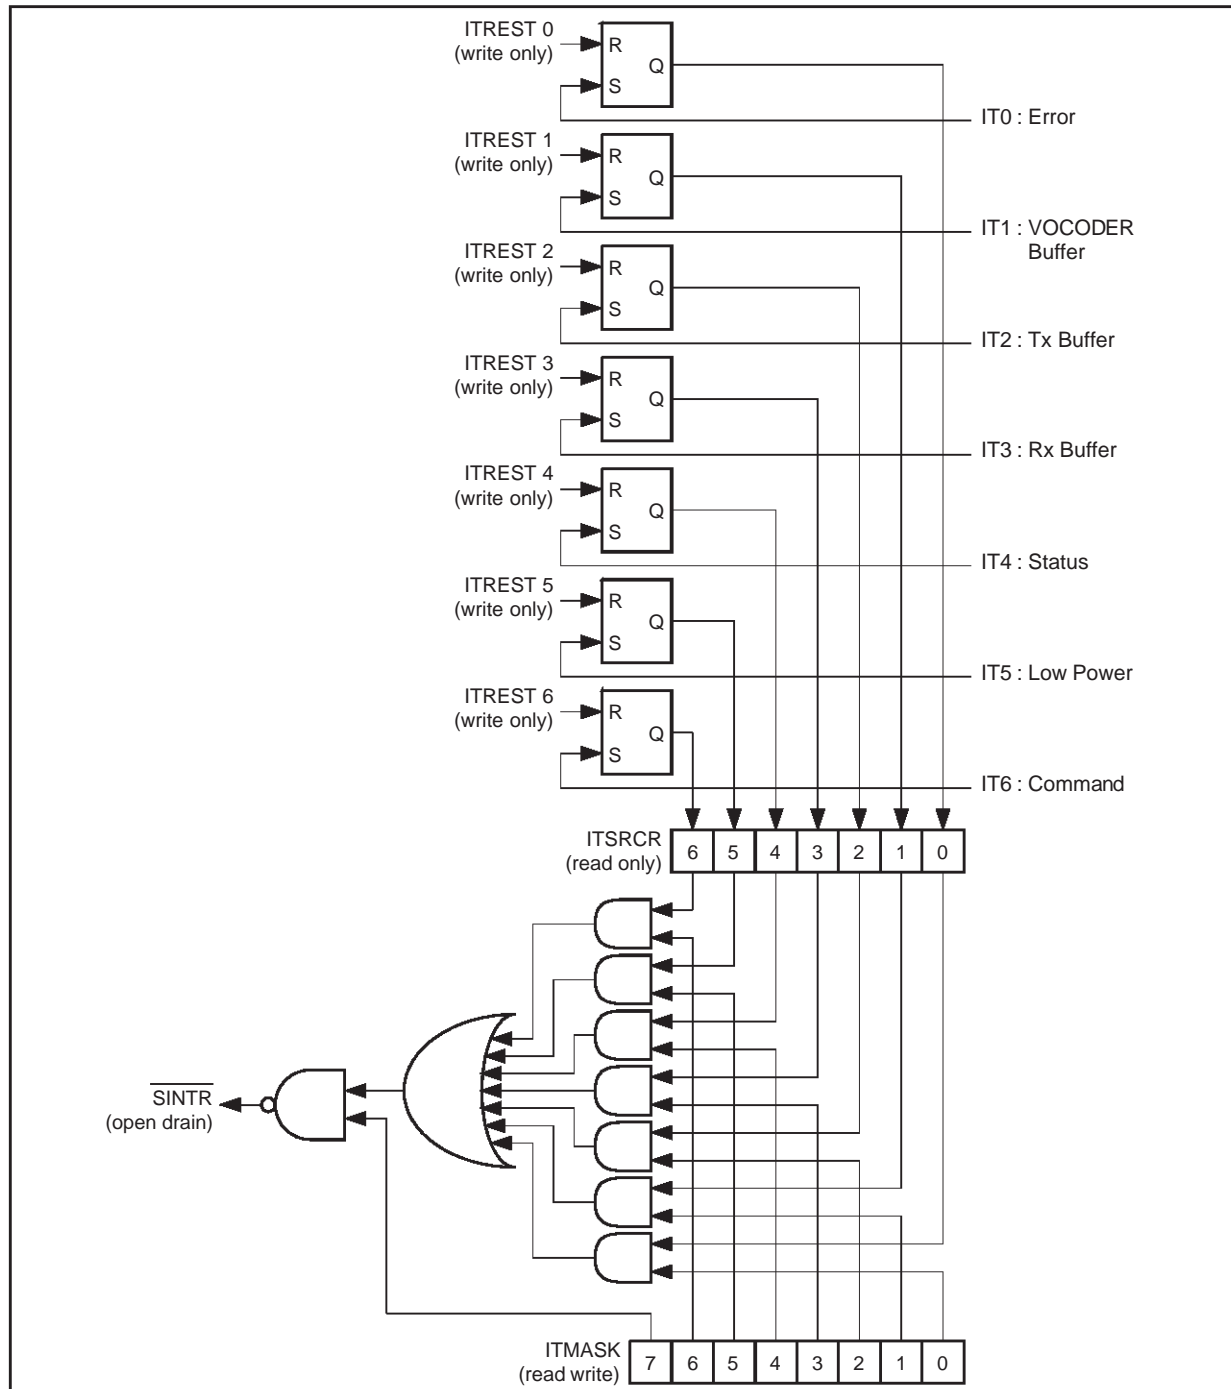 ITREST 0
(write only)
R
S
Q
IT0 : Error
ITREST 1
(write only)
R
S
Q
IT1 : VOCODER
Buffer
ITREST 2
(write only)
R
S
Q
IT2 : Tx Buffer
ITREST 3
(write only)
R
S
Q
IT3 : Rx Buffer
ITREST 4
(write only)
R
S
Q
IT4 : Status
ITREST 5
(write only)
R
S
Q
IT5 : Low Power
ITREST 6
(write only)
R
S
Q
IT6 : Command
ITSRCR
(read only)
6 5 4 3 2 1 0
SINTR
(open drain)
ITMASK
(read write)
7 6 5 4 3 2 1 0